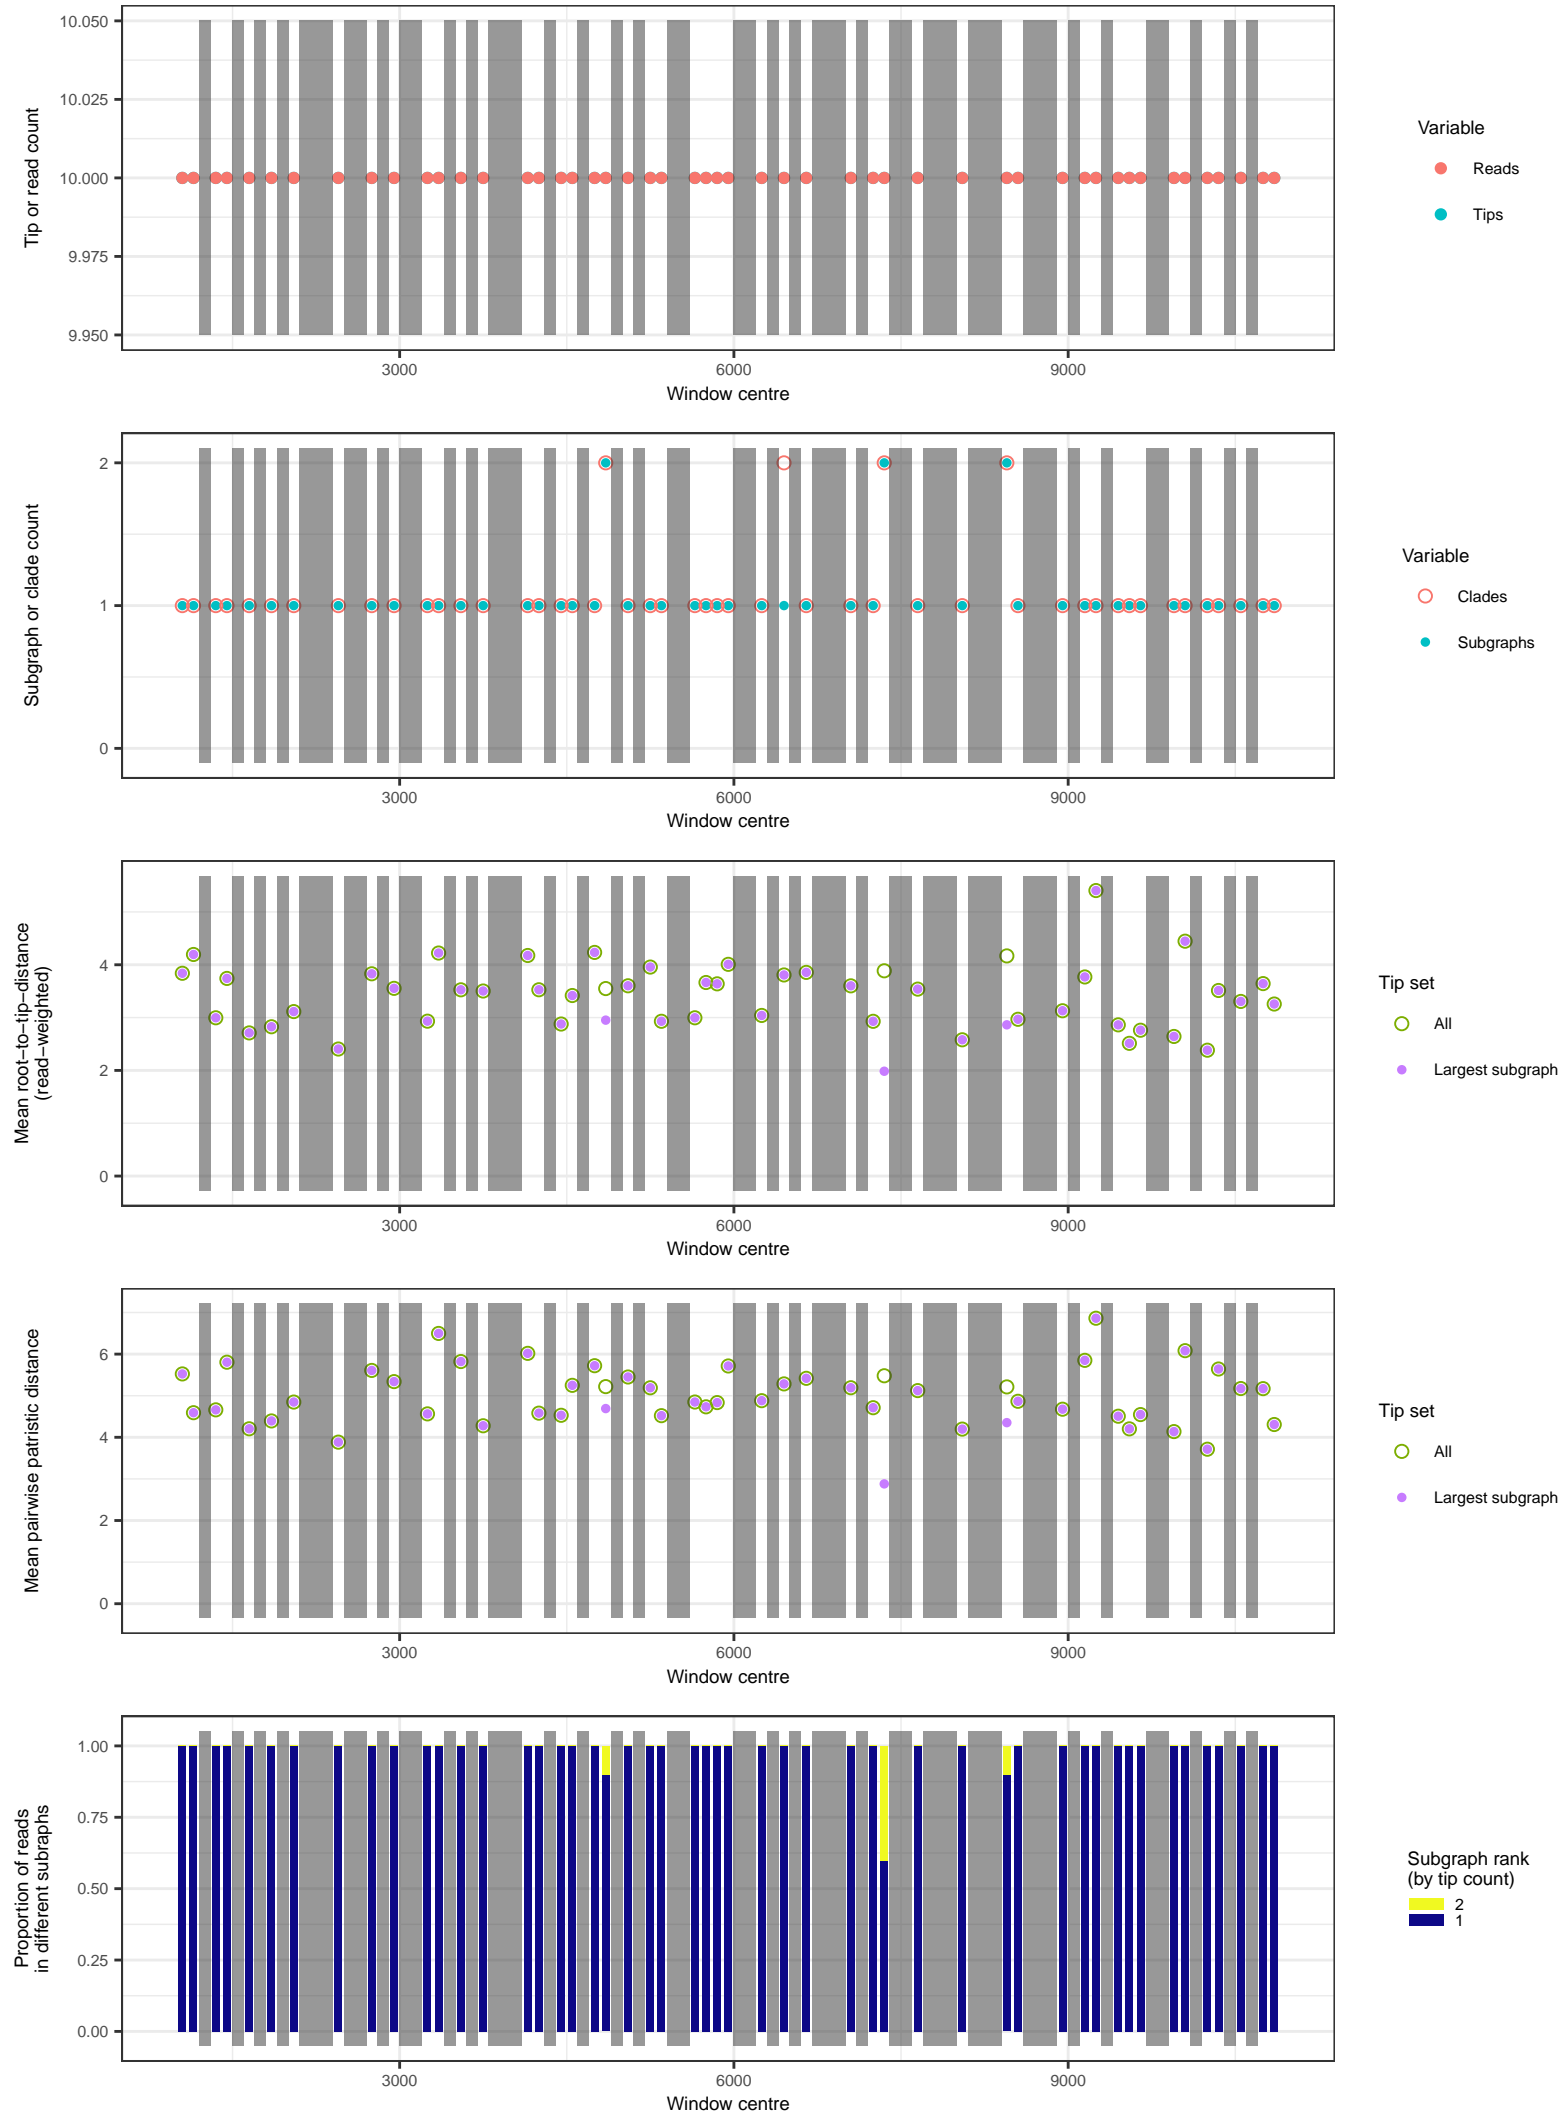 10.050
10.025
10.000
9.975
9.950
Tip or read count
3000
6000
9000
Window centre
Variable
Reads
Tips
2
1
0
Subgraph or clade count
3000
6000
9000
Window centre
Variable
Clades
Subgraphs
4
2
0
Mean root−to−tip−distance
(read−weighted)
3000
6000
9000
Window centre
Tip set
All
Largest subgraph
6
4
2
0
Mean pairwise patristic distance
3000
6000
9000
Window centre
Tip set
All
Largest subgraph
1.00
0.75
0.50
0.25
0.00
Proportion of reads
in different subraphs
3000
6000
9000
Window centre
Subgraph rank
(by tip count)
2
1